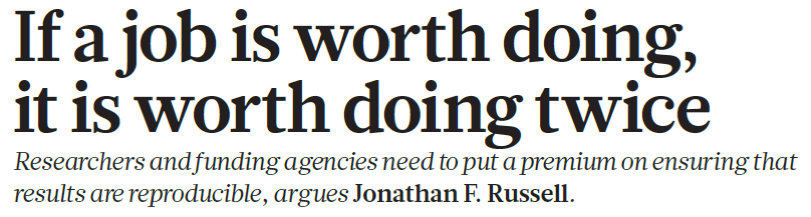 If a job is worth doing,
it is worth doing twice
Researchers and funding agencies need to put a premium on ensuring that
results are reproducible, argues Jonathan F. Russell.